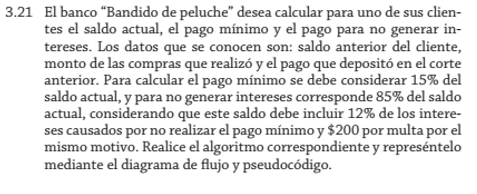 3.21 El banco “Bandido de peluche” desea calcular para uno de sus clien-
tes el saldo actual, el pago mínimo y el pago para no generar in-
tereses. Los datos que se conocen son: saldo anterior del cliente,
monto de las compras que realizó y el pago que depositó en el corte
anterior. Para calcular el pago mínimo se debe considerar 15% del
saldo actual, y para no generar intereses corresponde 85% del saldo
actual, considerando que este saldo debe incluir 12% de los intere-
ses causados por no realizar el pago mínimo y $200 por multa por el
mismo motivo. Realice el algoritmo correspondiente y represéntelo
mediante el diagrama de flujo y pseudocódigo.